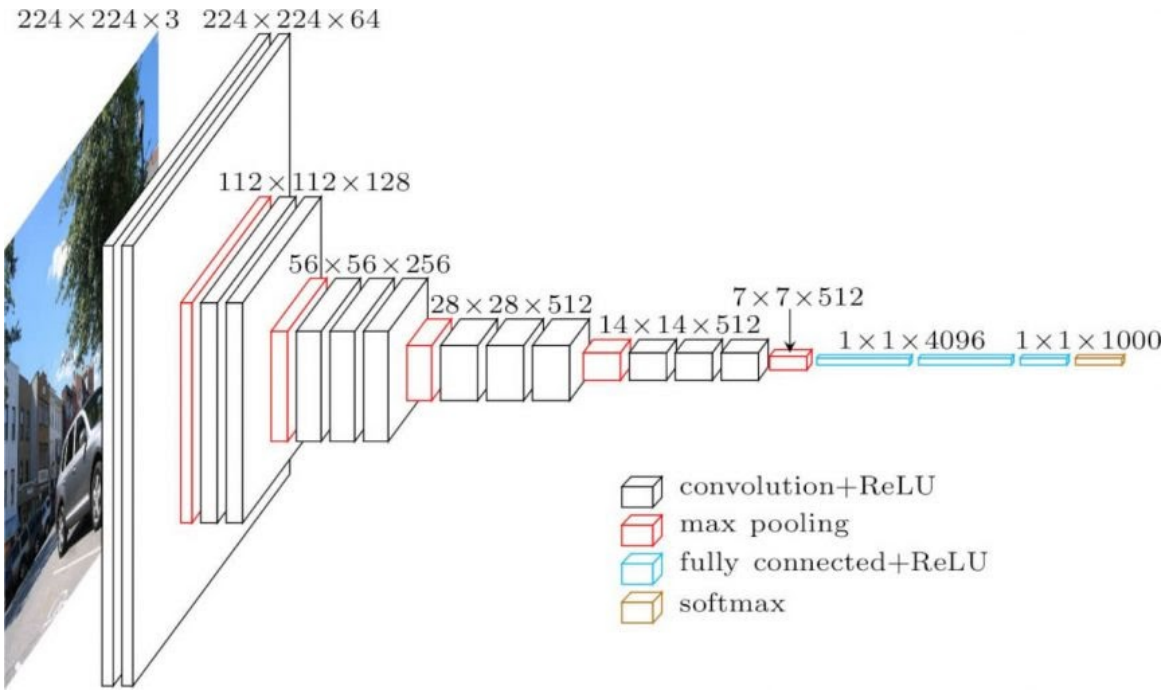 224×224×3
224×224×64
112×112×128
56×56×256
28×28×512
14×14×512
7×7×512
1×1×4096
1×1×1000
convolution+ReLU
max pooling
fully connected+ReLU
softmax